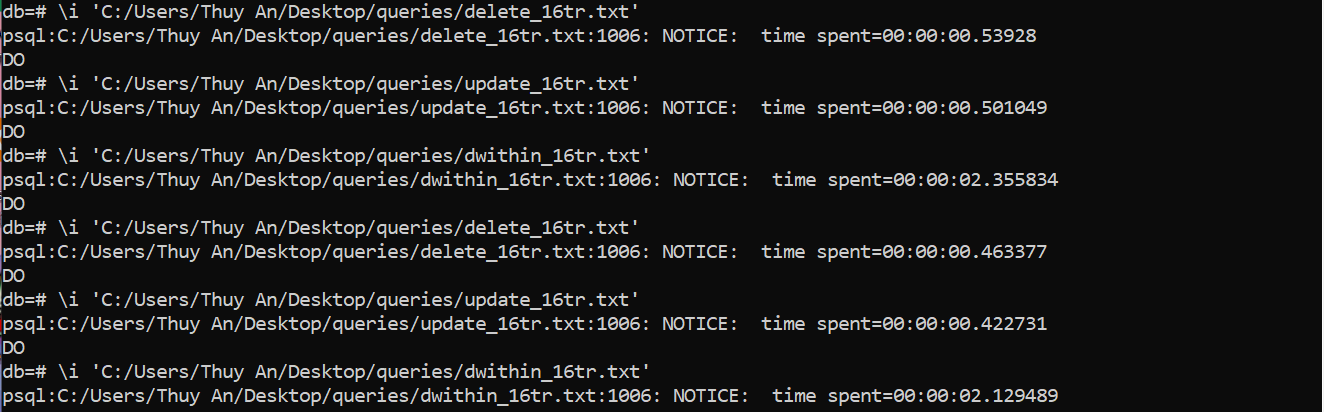 db=# \i 'C:/Users/Thuy An/Desktop/queries/delete_16tr.txt'
psql:C:/Users/Thuy An/Desktop/queries/delete_16tr.txt:1006: NOTICE:  time spent=00:00:00.53928
DO
db=# \i 'C:/Users/Thuy An/Desktop/queries/update_16tr.txt'
psql:C:/Users/Thuy An/Desktop/queries/update_16tr.txt:1006: NOTICE:  time spent=00:00:00.501049
DO
db=# \i 'C:/Users/Thuy An/Desktop/queries/dwithin_16tr.txt'
psql:C:/Users/Thuy An/Desktop/queries/dwithin_16tr.txt:1006: NOTICE:  time spent=00:00:02.355834
DO
db=# \i 'C:/Users/Thuy An/Desktop/queries/delete_16tr.txt'
psql:C:/Users/Thuy An/Desktop/queries/delete_16tr.txt:1006: NOTICE:  time spent=00:00:00.463377
DO
db=# \i 'C:/Users/Thuy An/Desktop/queries/update_16tr.txt'
psql:C:/Users/Thuy An/Desktop/queries/update_16tr.txt:1006: NOTICE:  time spent=00:00:00.422731
DO
db=# \i 'C:/Users/Thuy An/Desktop/queries/dwithin_16tr.txt'
psql:C:/Users/Thuy An/Desktop/queries/dwithin_16tr.txt:1006: NOTICE:  time spent=00:00:02.129489